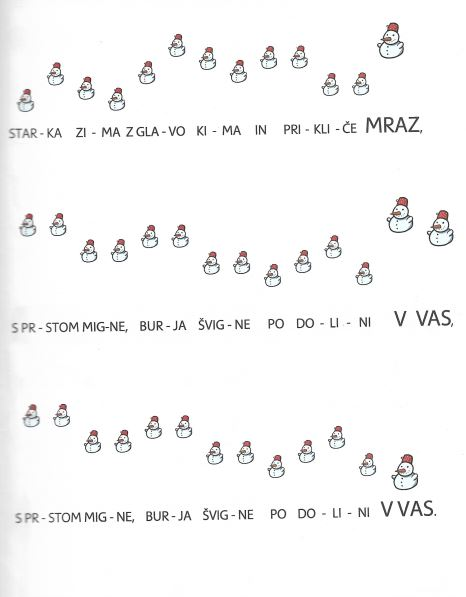 STAR - KA ZI - MA Z GLA - VO KI - MA IN PRI - KLI - ČE MRAZ,
S PR - STOM MIG-NE, BUR - JA ŠVIG - NE PO DO - LI - NI V VAS,
S PR - STOM MIG - NE, BUR - JA ŠVIG - NE PO DO - LI - NI V VAS.